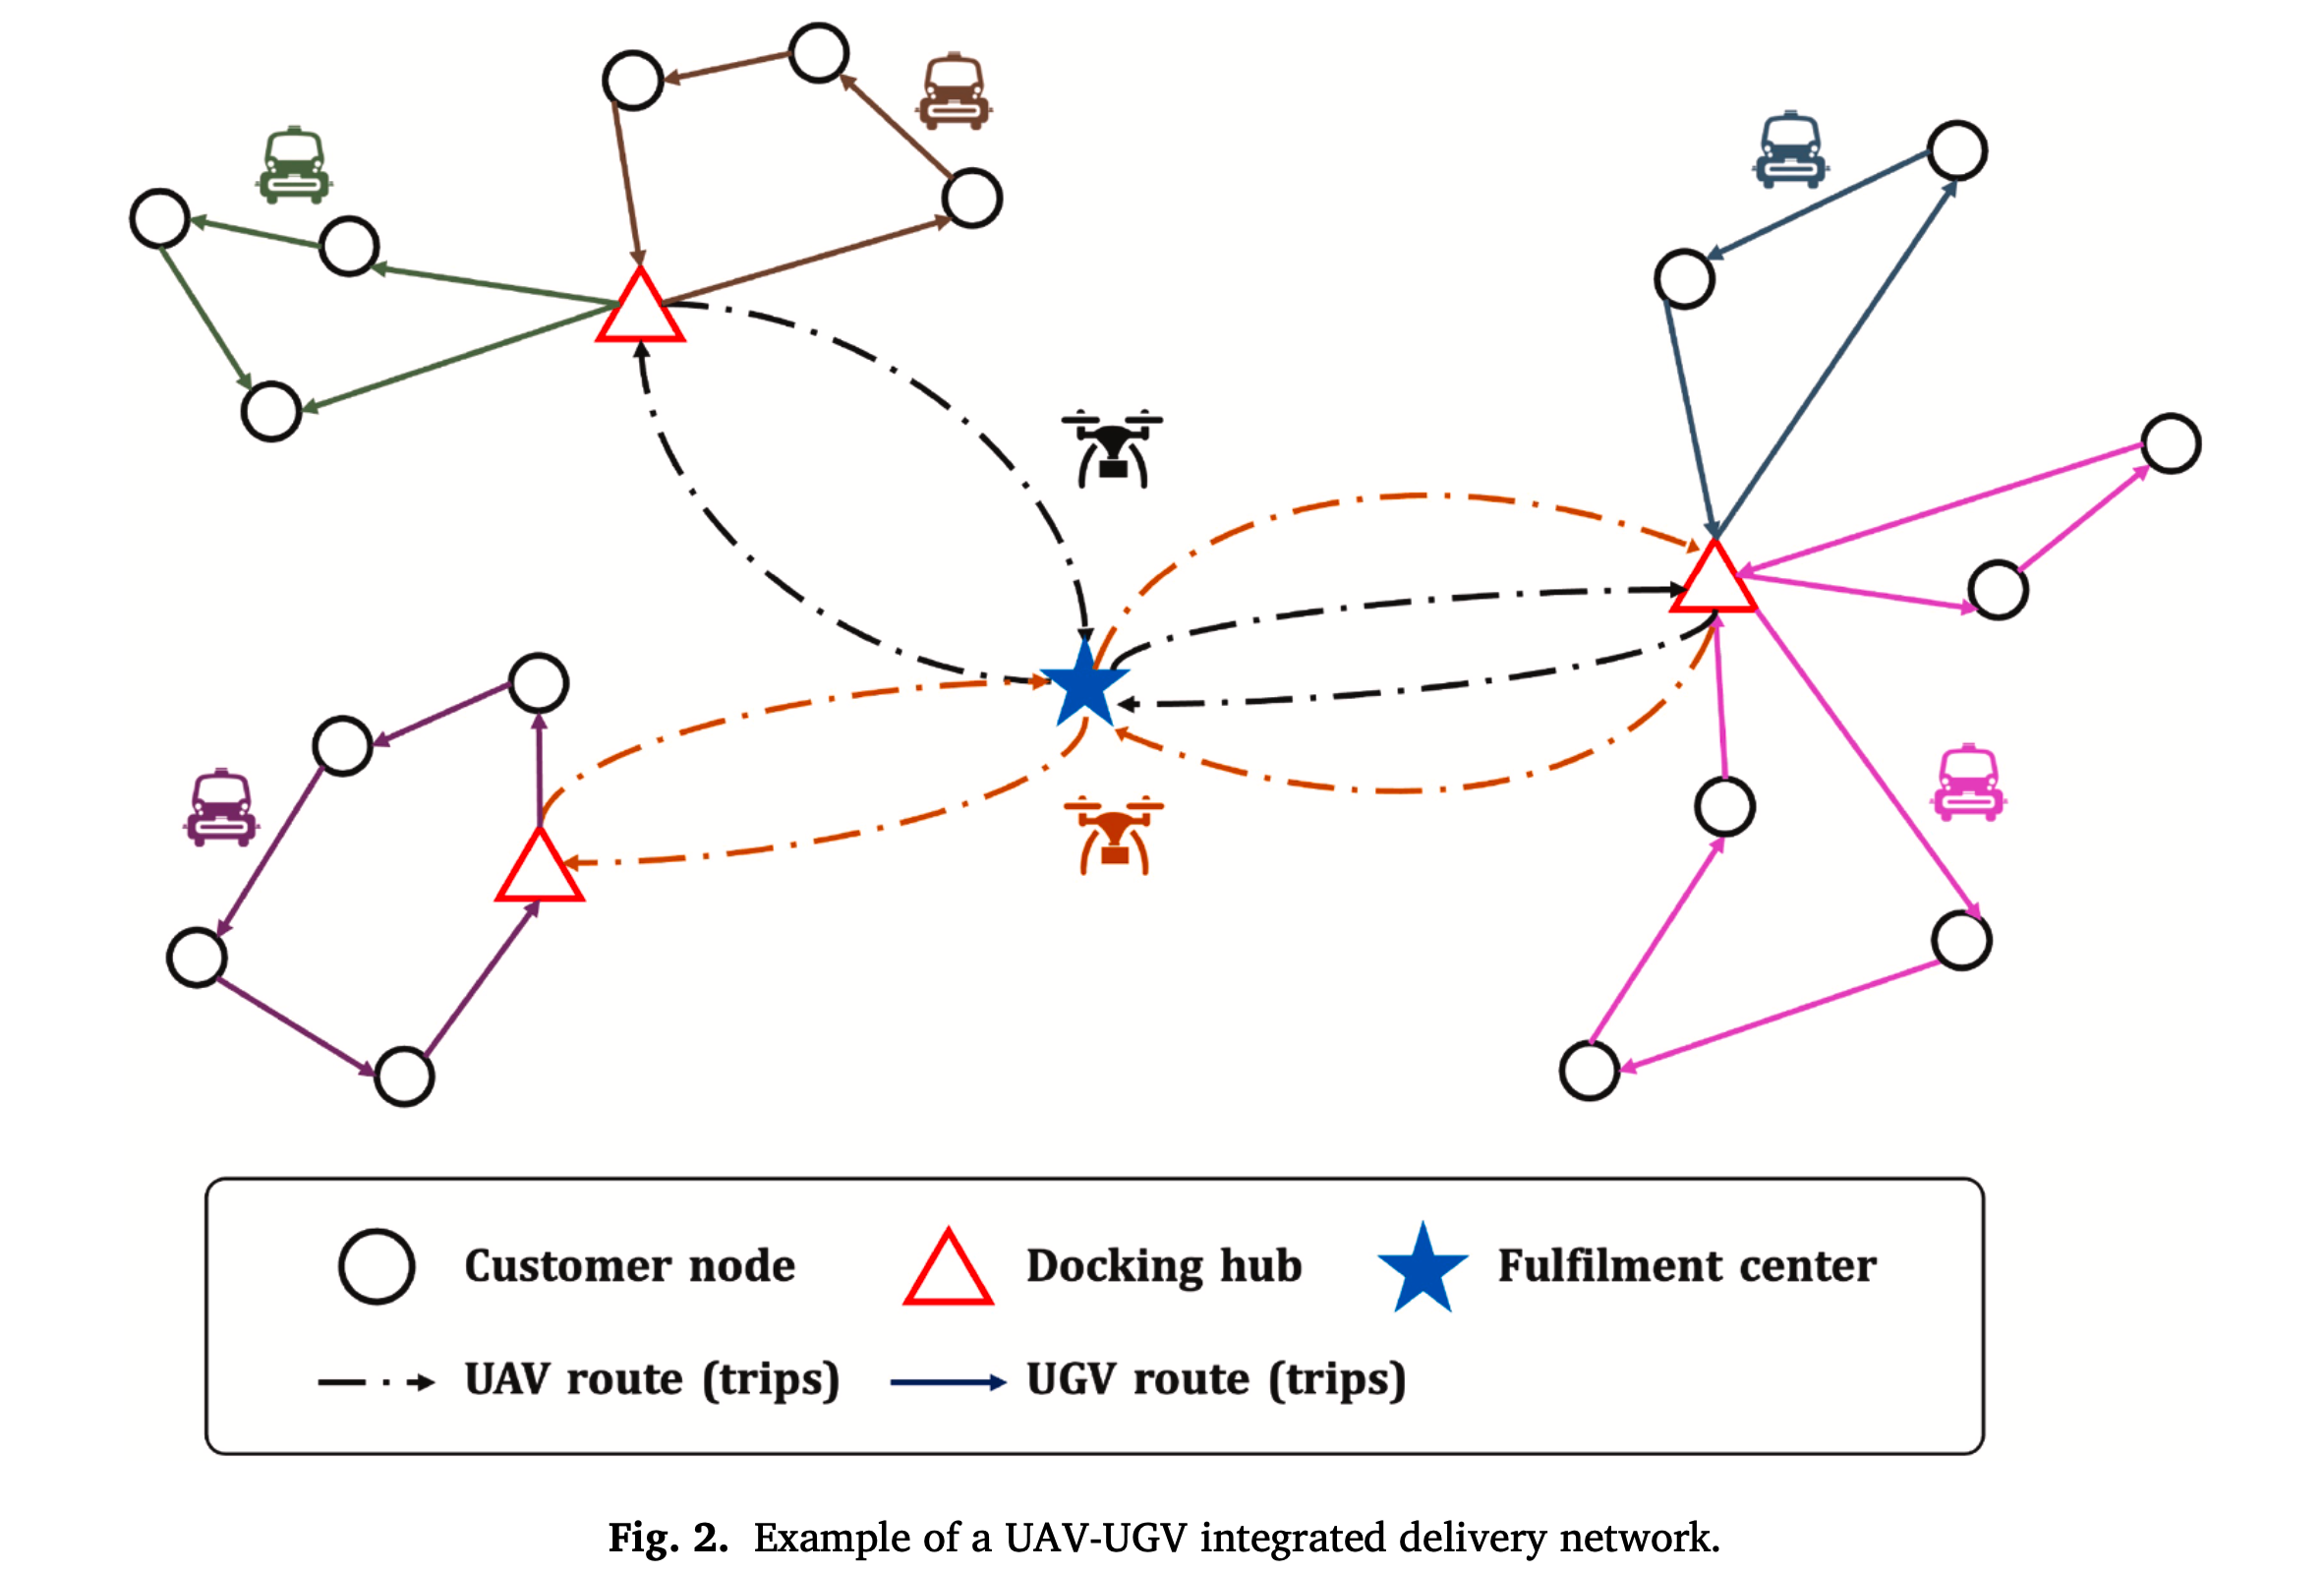 Customer node
Docking hub
Fulfilment center
UAV route (trips)
UGV route (trips)
Fig. 2. Example of a UAV-UGV integrated delivery network.